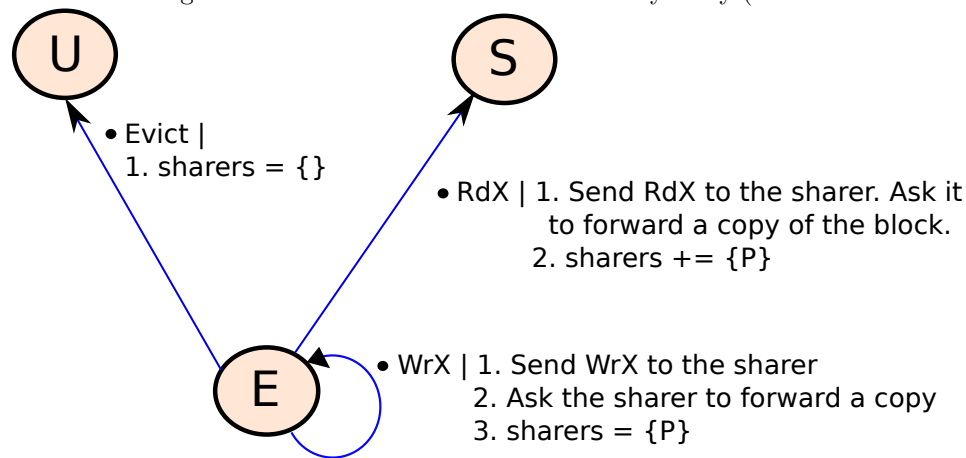 U
S
• Evict |
1. sharers = {}
• RdX | 1. Send RdX to the sharer. Ask it
to forward a copy of the block.
2. sharers += {P}
E
• WrX | 1. Send WrX to the sharer
2. Ask the sharer to forward a copy
3. sharers = {P}